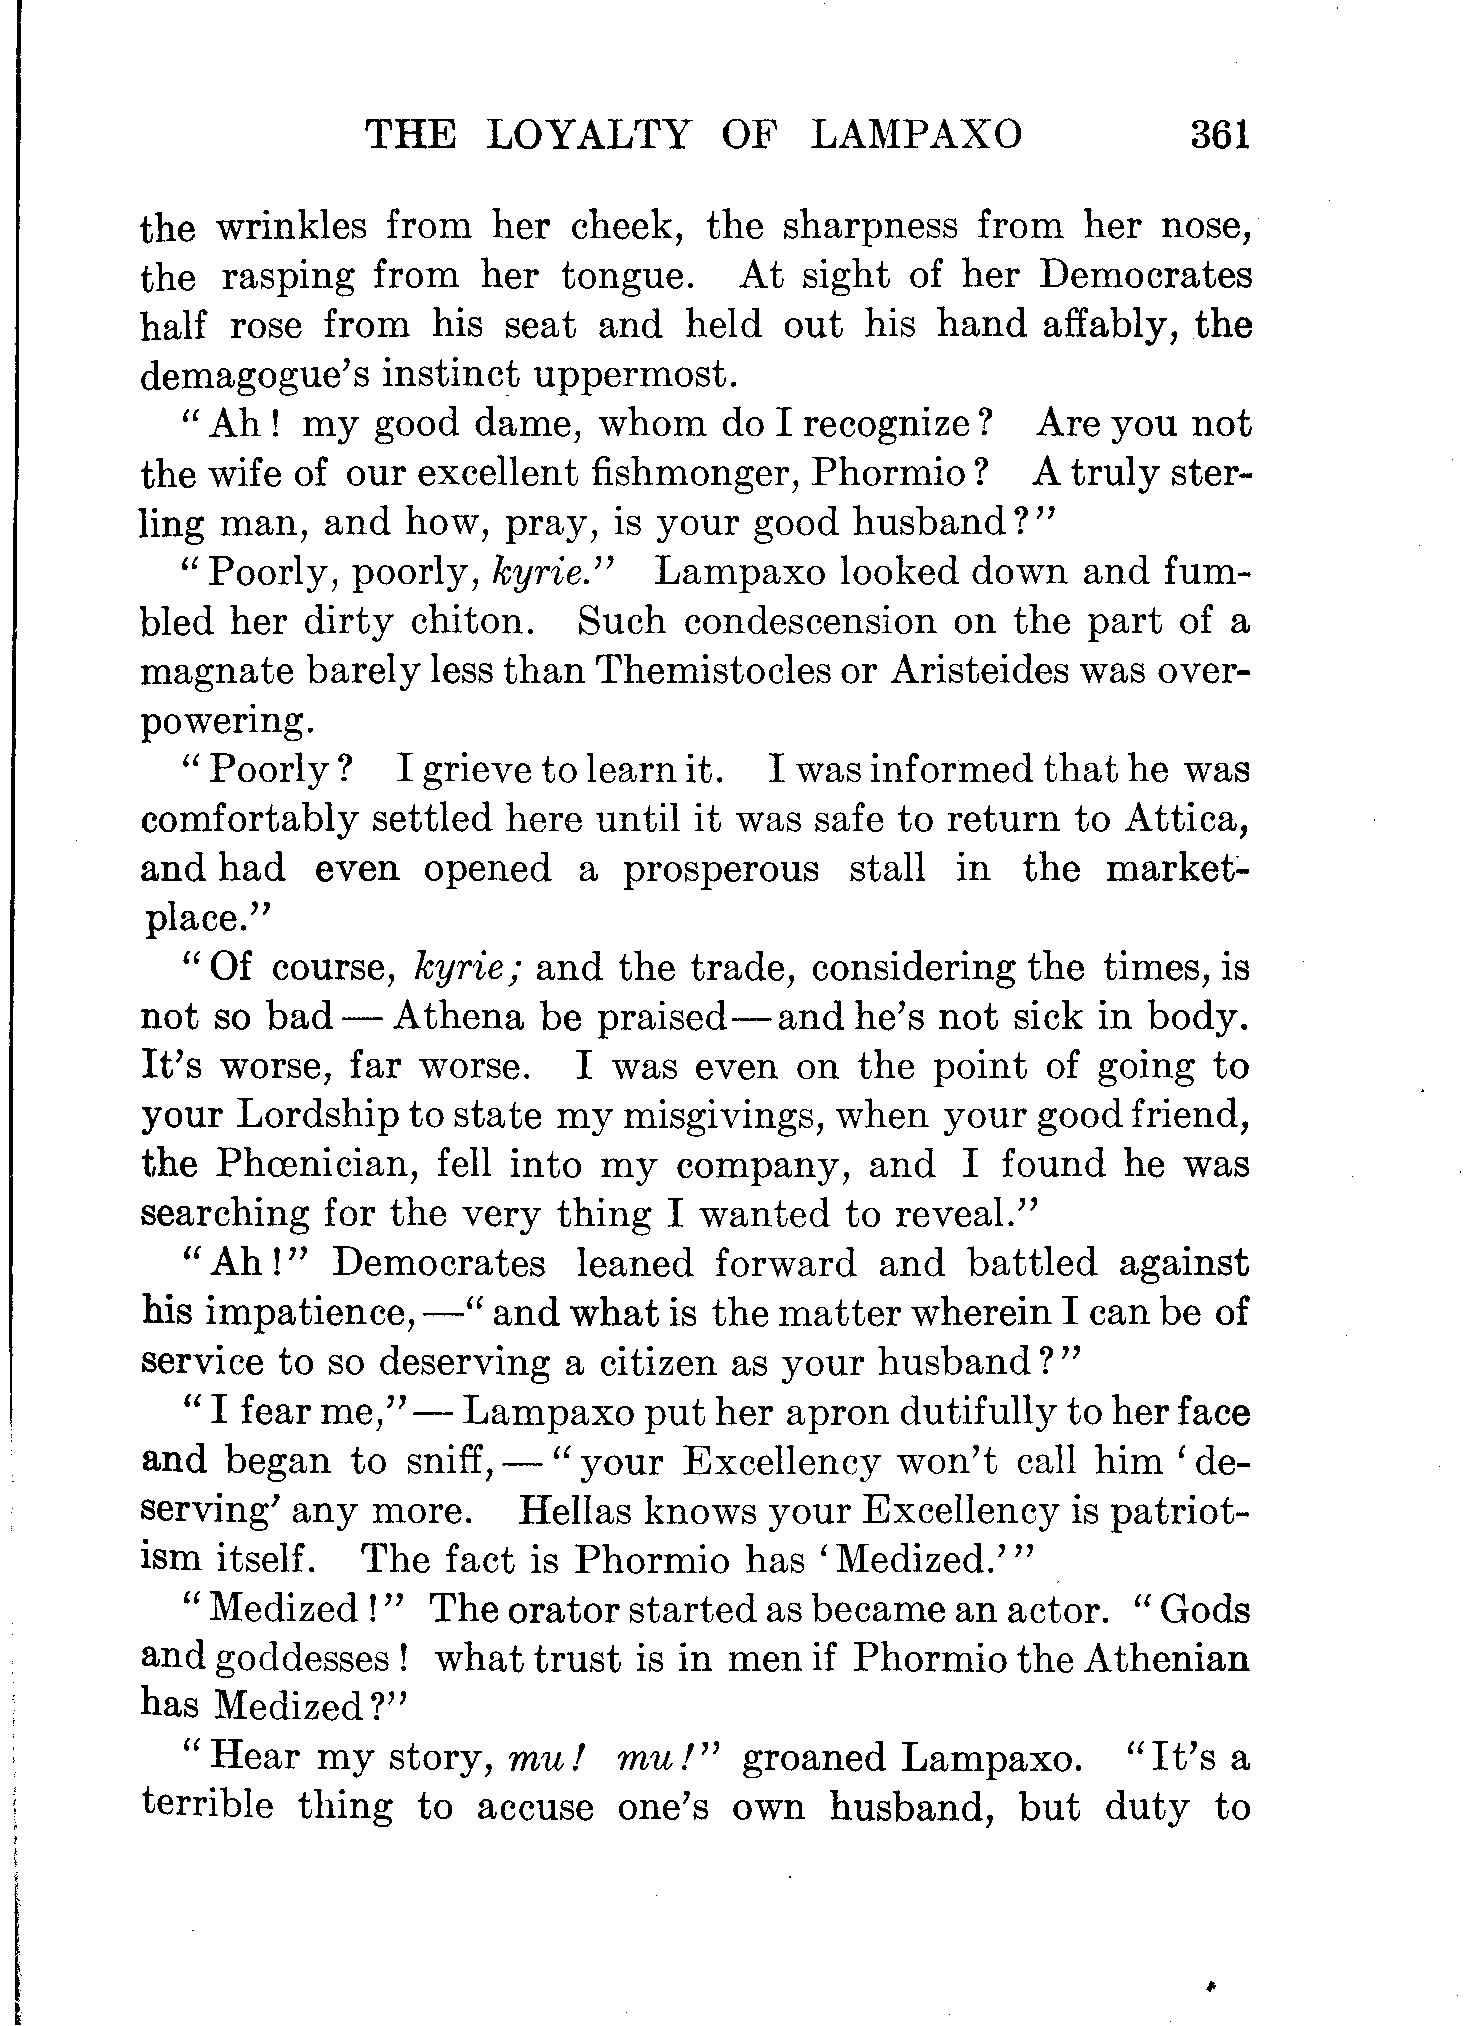 THE LOYALTY OF LAMPAXO 361
the wrinkles from her cheek, the sharpness from her nose,
the rasping from her tongue. At sight of her Democrates
half rose from his seat and held out his hand affably, the
demagogue's instinct uppermost.
"Ah! my good dame, whom do I recognize? Are you not
the wife of our excellent fishmonger, Phormio? A truly ster-
ling man, and how, pray, is your good husband?"
"Poorly, poorly, kyrie." Lampaxo looked down and fum-
bled her dirty chiton. Such condescension on the part of a
magnate barely less than Themistocles or Aristeides was over-
powering.
"Poorly? I grieve to learn it. I was informed that he was
comfortably settled here until it was safe to return to Attica,
and had even opened a prosperous stall in the market-
place."
"Of course, kyrie; and the trade, considering the times, is
not so bad — Athena be praised — and he's not sick in body.
It's worse, far worse. I was even on the point of going to
your Lordship to state my misgivings, when your good friend,
the Phœnician, fell into my company, and I found he was
searching for the very thing I wanted to reveal."
"Ah!" Democrates leaned forward and battled against
his impatience, — "and what is the matter wherein I can be of
service to so deserving a citizen as your husband?"
"I fear me," — Lampaxo put her apron dutifully to her face
and began to sniff, — "your Excellency won't call him 'de-
serving' any more. Hellas knows your Excellency is patriot-
ism itself. The fact is Phormio has 'Medized.'"
"Medized!" The orator started as became an actor. "Gods
and goddesses! what trust is in men if Phormio the Athenian
has Medized?"
"Hear my story, mu! mu!" groaned Lampaxo. "It's a
terrible thing to accuse one's own husband, but duty to